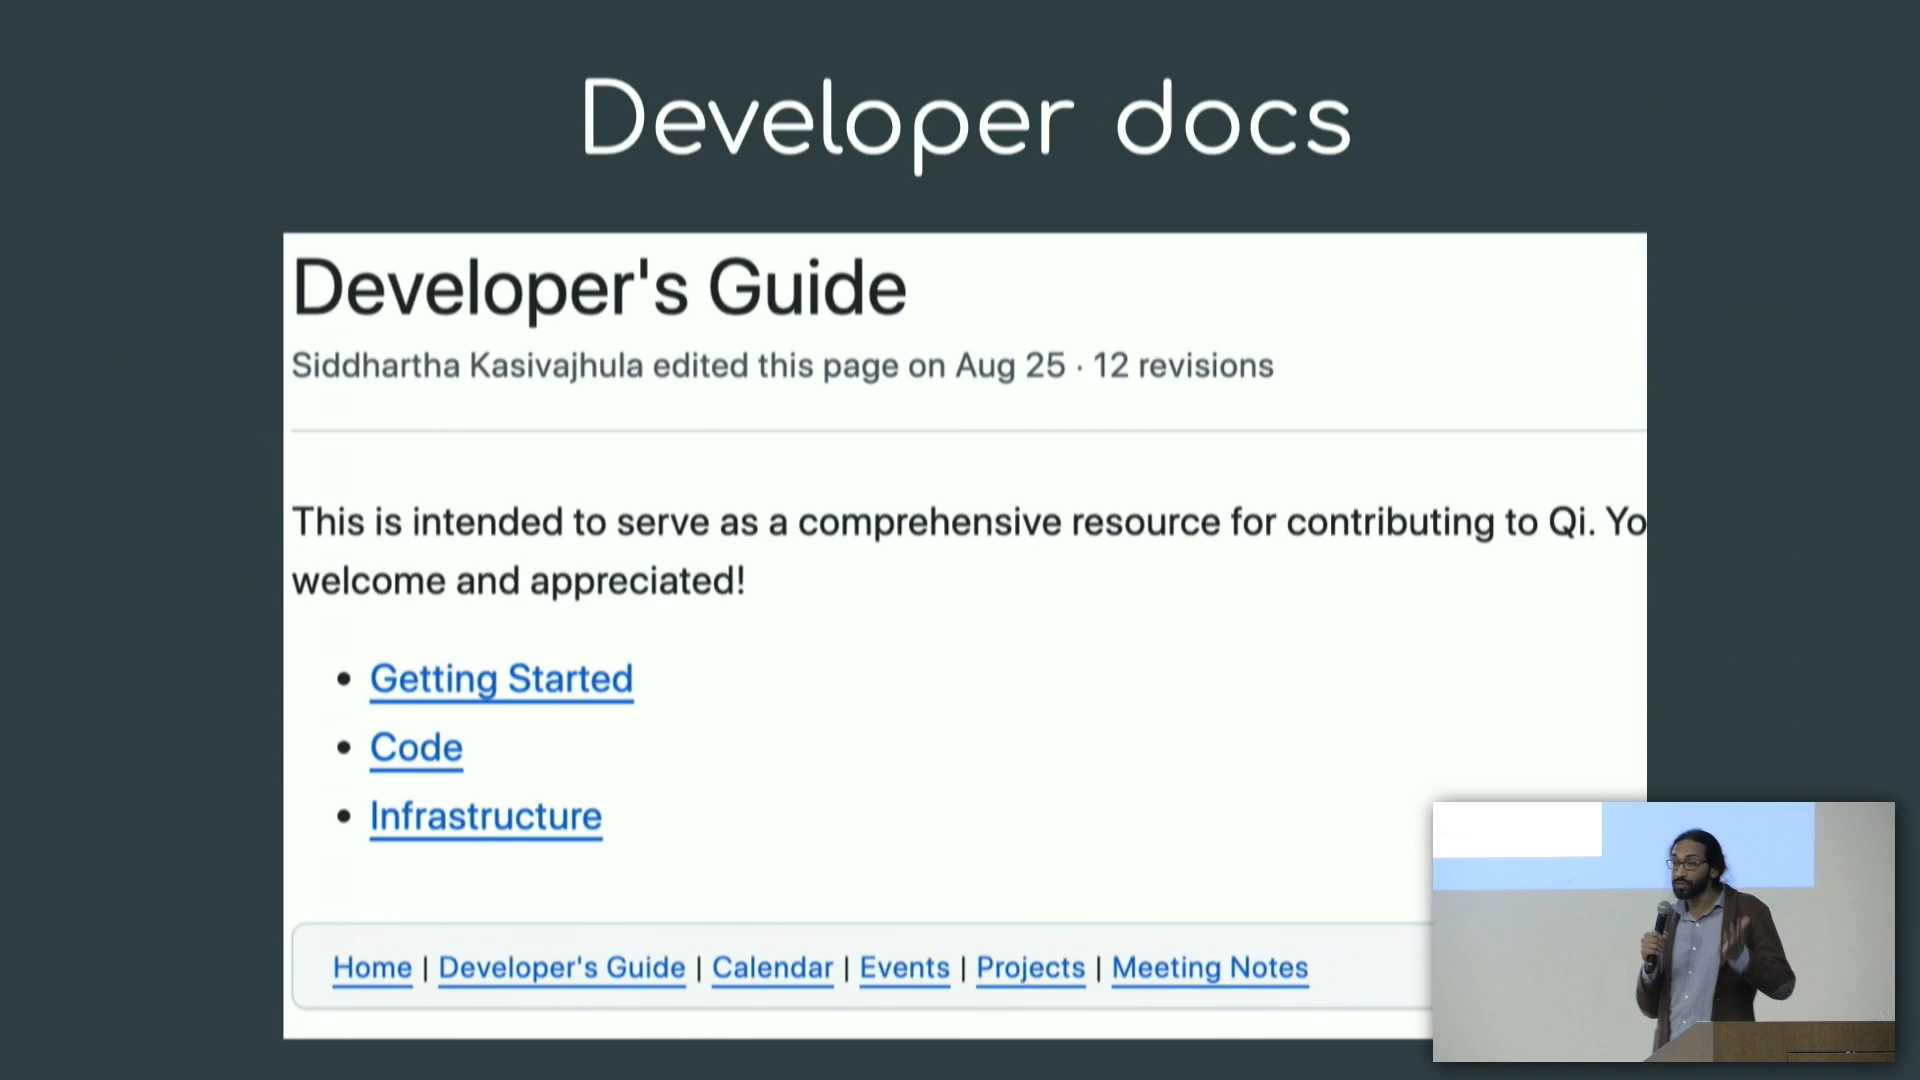 Developer docs
Developer's Guide
Siddhartha Kasivajhula edited this page on Aug 25 · 12 revisions
This is intended to serve as a comprehensive resource for contributing to Qi. Yo
welcome and appreciated!
• Getting Started
• Code
• Infrastructure
Home | Developer's Guide | Calendar | Events | Projects | Meeting Notes